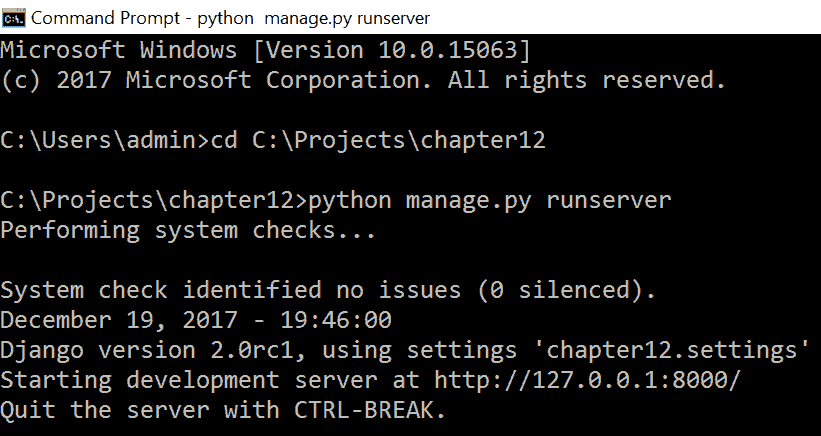 Command Prompt - python  manage.py runserver
Microsoft Windows [Version 10.0.15063]
(c) 2017 Microsoft Corporation. All rights reserved.
C:\Users\admin>cd C:\Projects\chapter12
C:\Projects\chapter12>python manage.py runserver
Performing system checks...
System check identified no issues (0 silenced).
December 19, 2017 - 19:46:00
Django version 2.0rc1, using settings 'chapter12.settings'
Starting development server at http://127.0.0.1:8000/
Quit the server with CTRL-BREAK.